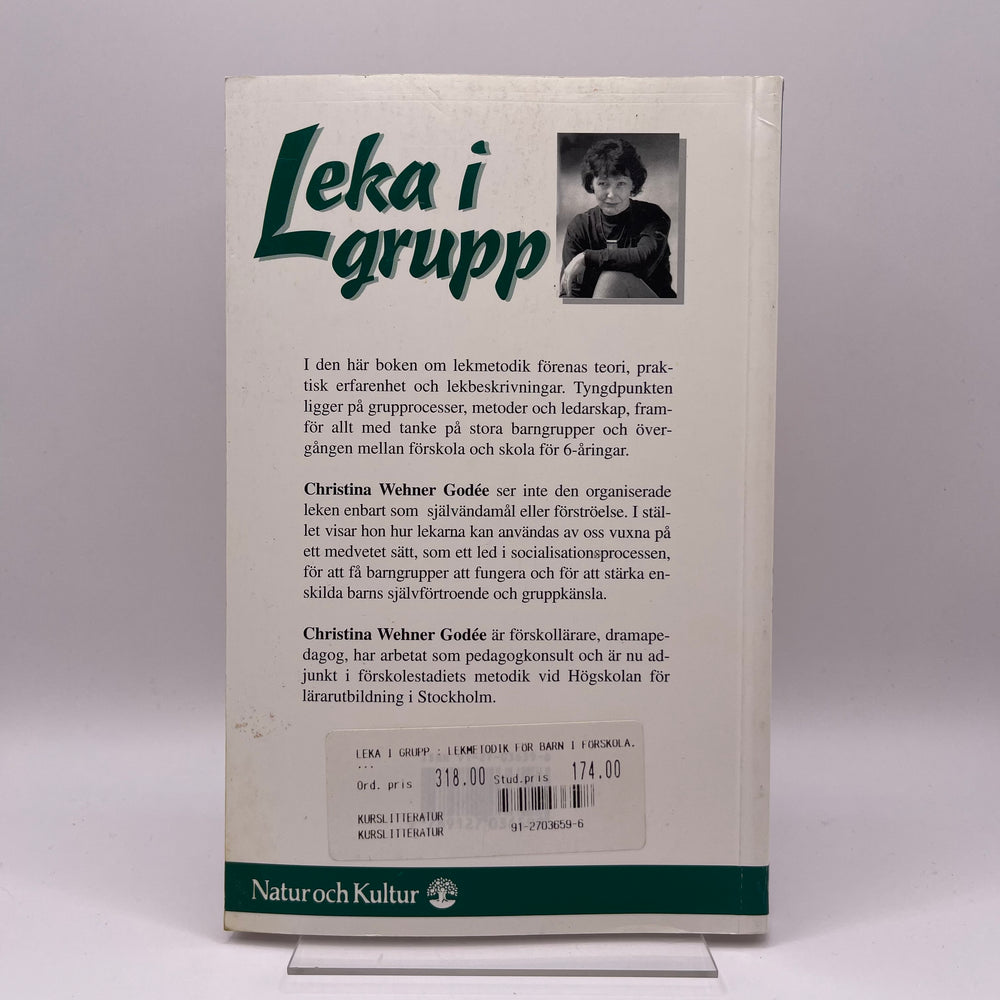 Leka i
grupp
I den här boken om lekmetodik förenas teori, prak-
tisk erfarenhet och lekbeskrivningar. Tyngdpunkten
ligger på grupprocesser, metoder och ledarskap, fram-
för allt med tanke på stora barngrupper och över-
gången mellan förskola och skola för 6-åringar.
Christina Wehner Godée ser inte den organiserade
leken enbart som självändamål eller förströelse. I stäl-
let visar hon hur lekarna kan användas av oss vuxna på
ett medvetet sätt, som ett led i socialisationsprocessen,
för att få barngrupper att fungera och för att stärka en-
skilda barns självförtroende och gruppkänsla.
Christina Wehner Godée är förskollärare, dramape-
dagog, har arbetat som pedagogkonsult och är nu ad-
junkt i förskolestadiets metodik vid Högskolan för
lärarutbildning i Stockholm.
LEKA I GRUPP : LEKMETODIK FÖR BARN I FÖRSKOLA.
...
Ord. pris 318.00 Stud.pris 174.00
KURSLITTERATUR
KURSLITTERATUR 91-2703659-6
Natur och Kultur